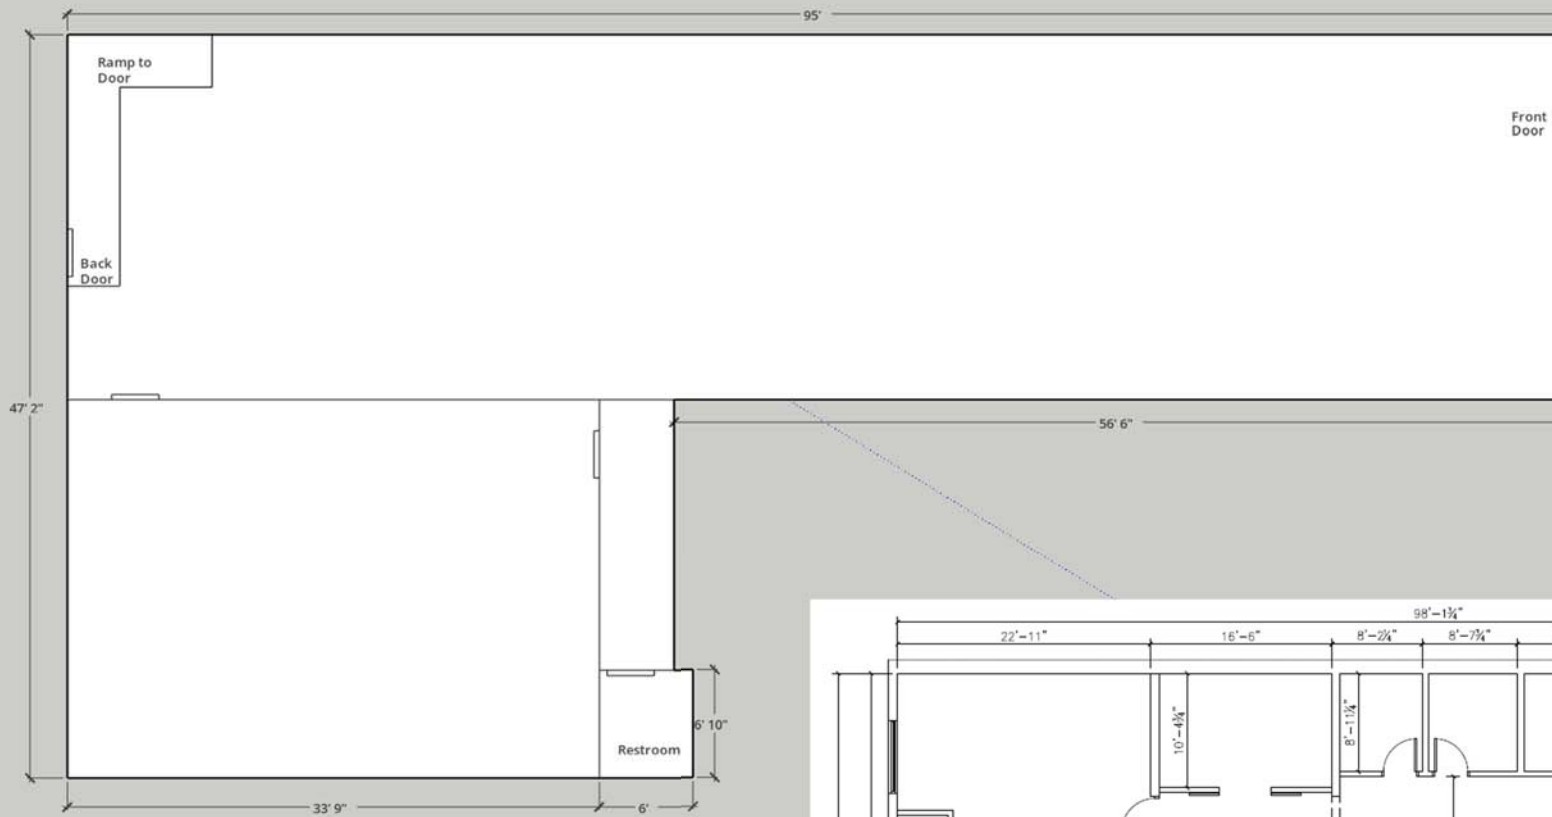 95'
Ramp to
Door
Front
Door
Back
Door
47' 2"
56' 6"
98'-1¾"
22'-11"
16'-6"
8'-2¼"
8'-7¾"
10'-4¾"
8'-11¼"
6' 10"
Restroom
33' 9"
6'